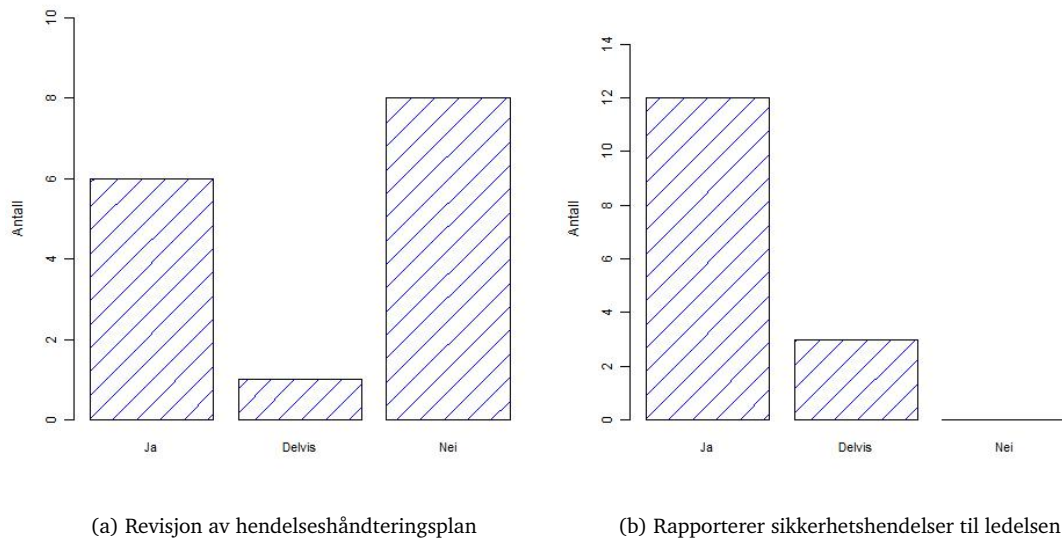 10
8
6
4
2
0
Antall
Ja Delvis Nei
(a) Revisjon av hendelseshåndteringsplan
14
12
10
8
6
4
2
0
Antall
Ja Delvis Nei
(b) Rapporterer sikkerhetshendelser til ledelsen